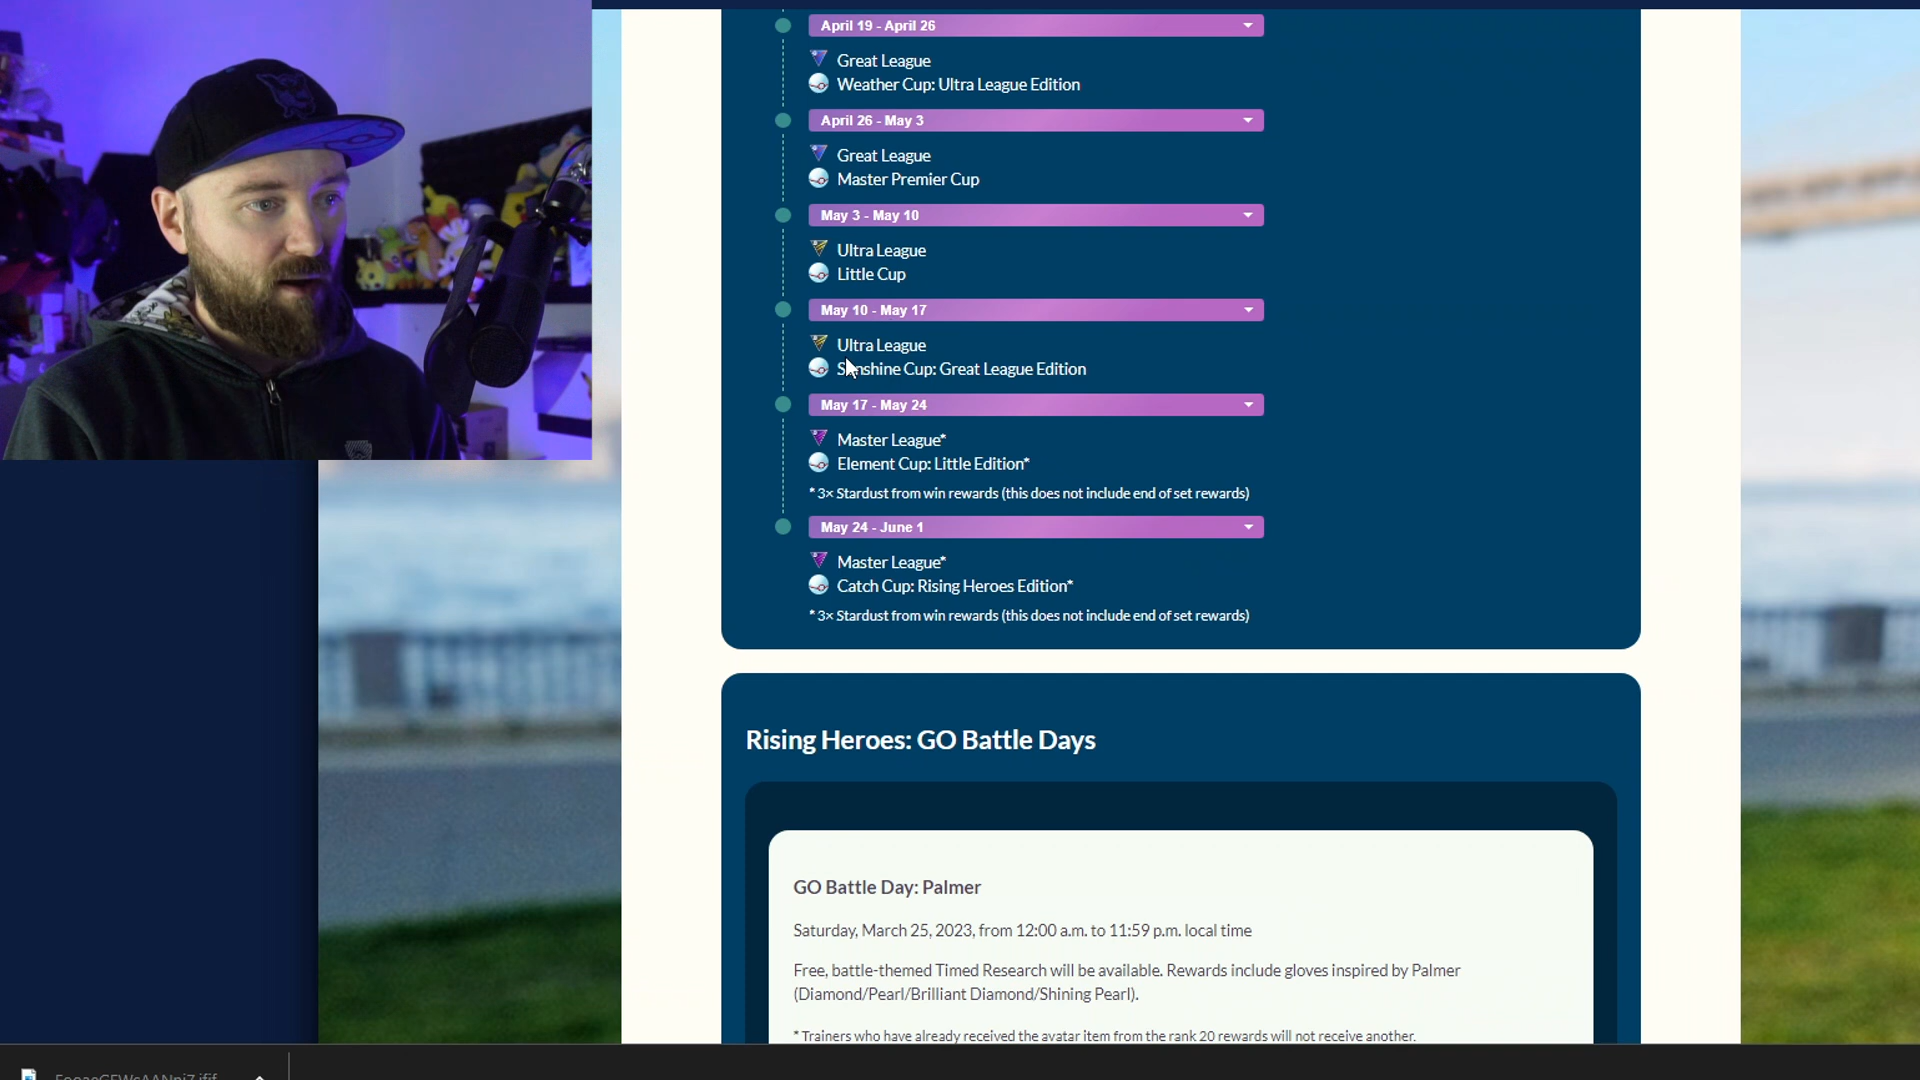 April 19 - April 26
Great League
Weather Cup: Ultra League Edition
April 26 - May 3
Great League
Master Premier Cup
May 3 - May 10
Ultra League
Little Cup
May 10 - May 17
Ultra League
Sunshine Cup: Great League Edition
May 17 - May 24
Master League*
Element Cup: Little Edition*
* 3× Stardust from win rewards (this does not include end of set rewards)
May 24 - June 1
Master League*
Catch Cup: Rising Heroes Edition*
* 3× Stardust from win rewards (this does not include end of set rewards)
Rising Heroes: GO Battle Days
GO Battle Day: Palmer
Saturday, March 25, 2023, from 12:00 a.m. to 11:59 p.m. local time
Free, battle-themed Timed Research will be available. Rewards include gloves inspired by Palmer
(Diamond/Pearl/Brilliant Diamond/Shining Pearl).
* Trainers who have already received the avatar item from the rank 20 rewards will not receive another.